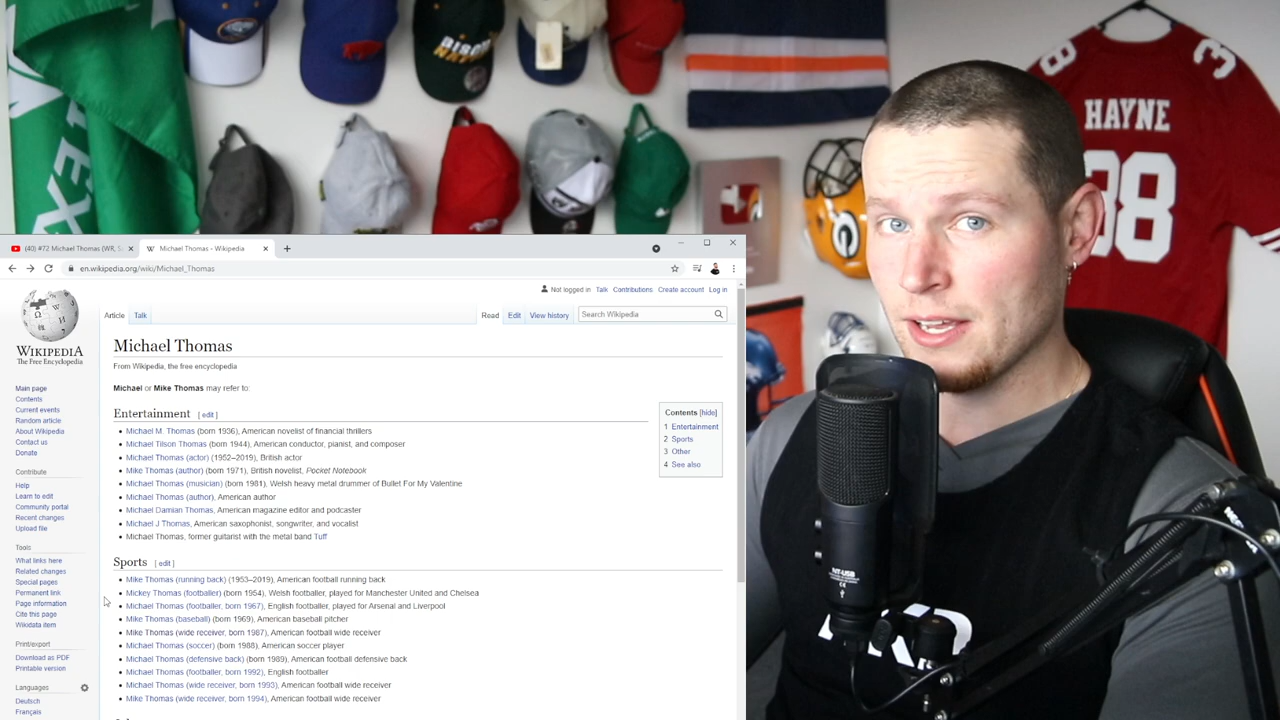 BISON
HAYNE
38
8
3
(40) #72 Michael Thomas (WR, S
Michael Thomas - Wikipedia
en.wikipedia.org/wiki/Michael_Thomas
Not logged in Talk Contributions Create account Log in
Article Talk Read Edit View history Search Wikipedia
WIKIPEDIA
The Free Encyclopedia
Main page
Contents
Current events
Random article
About Wikipedia
Contact us
Donate
Contribute
Help
Learn to edit
Community portal
Recent changes
Upload file
Tools
What links here
Related changes
Special pages
Permanent link
Page information
Cite this page
Wikidata item
Print/export
Download as PDF
Printable version
Languages
Deutsch
Français
Michael Thomas
From Wikipedia, the free encyclopedia
Michael or Mike Thomas may refer to:
Contents [hide]
1 Entertainment
2 Sports
3 Other
4 See also
Entertainment [ edit ]
Michael M. Thomas (born 1936), American novelist of financial thrillers
Michael Tilson Thomas (born 1944), American conductor, pianist, and composer
Michael Thomas (actor) (1952–2019), British actor
Mike Thomas (author) (born 1971), British novelist, Pocket Notebook
Michael Thomas (musician) (born 1981), Welsh heavy metal drummer of Bullet For My Valentine
Michael Thomas (author), American author
Michael Damian Thomas, American magazine editor and podcaster
Michael J Thomas, American saxophonist, songwriter, and vocalist
Michael Thomas, former guitarist with the metal band Tuff
Sports [ edit ]
Mike Thomas (running back) (1953–2019), American football running back
Mickey Thomas (footballer) (born 1954), Welsh footballer, played for Manchester United and Chelsea
Michael Thomas (footballer, born 1967), English footballer, played for Arsenal and Liverpool
Mike Thomas (baseball) (born 1969), American baseball pitcher
Mike Thomas (wide receiver, born 1987), American football wide receiver
Michael Thomas (soccer) (born 1988), American soccer player
Michael Thomas (defensive back) (born 1989), American football defensive back
Michael Thomas (footballer, born 1992), English footballer
Michael Thomas (wide receiver, born 1993), American football wide receiver
Mike Thomas (wide receiver, born 1994), American football wide receiver
NT-USB